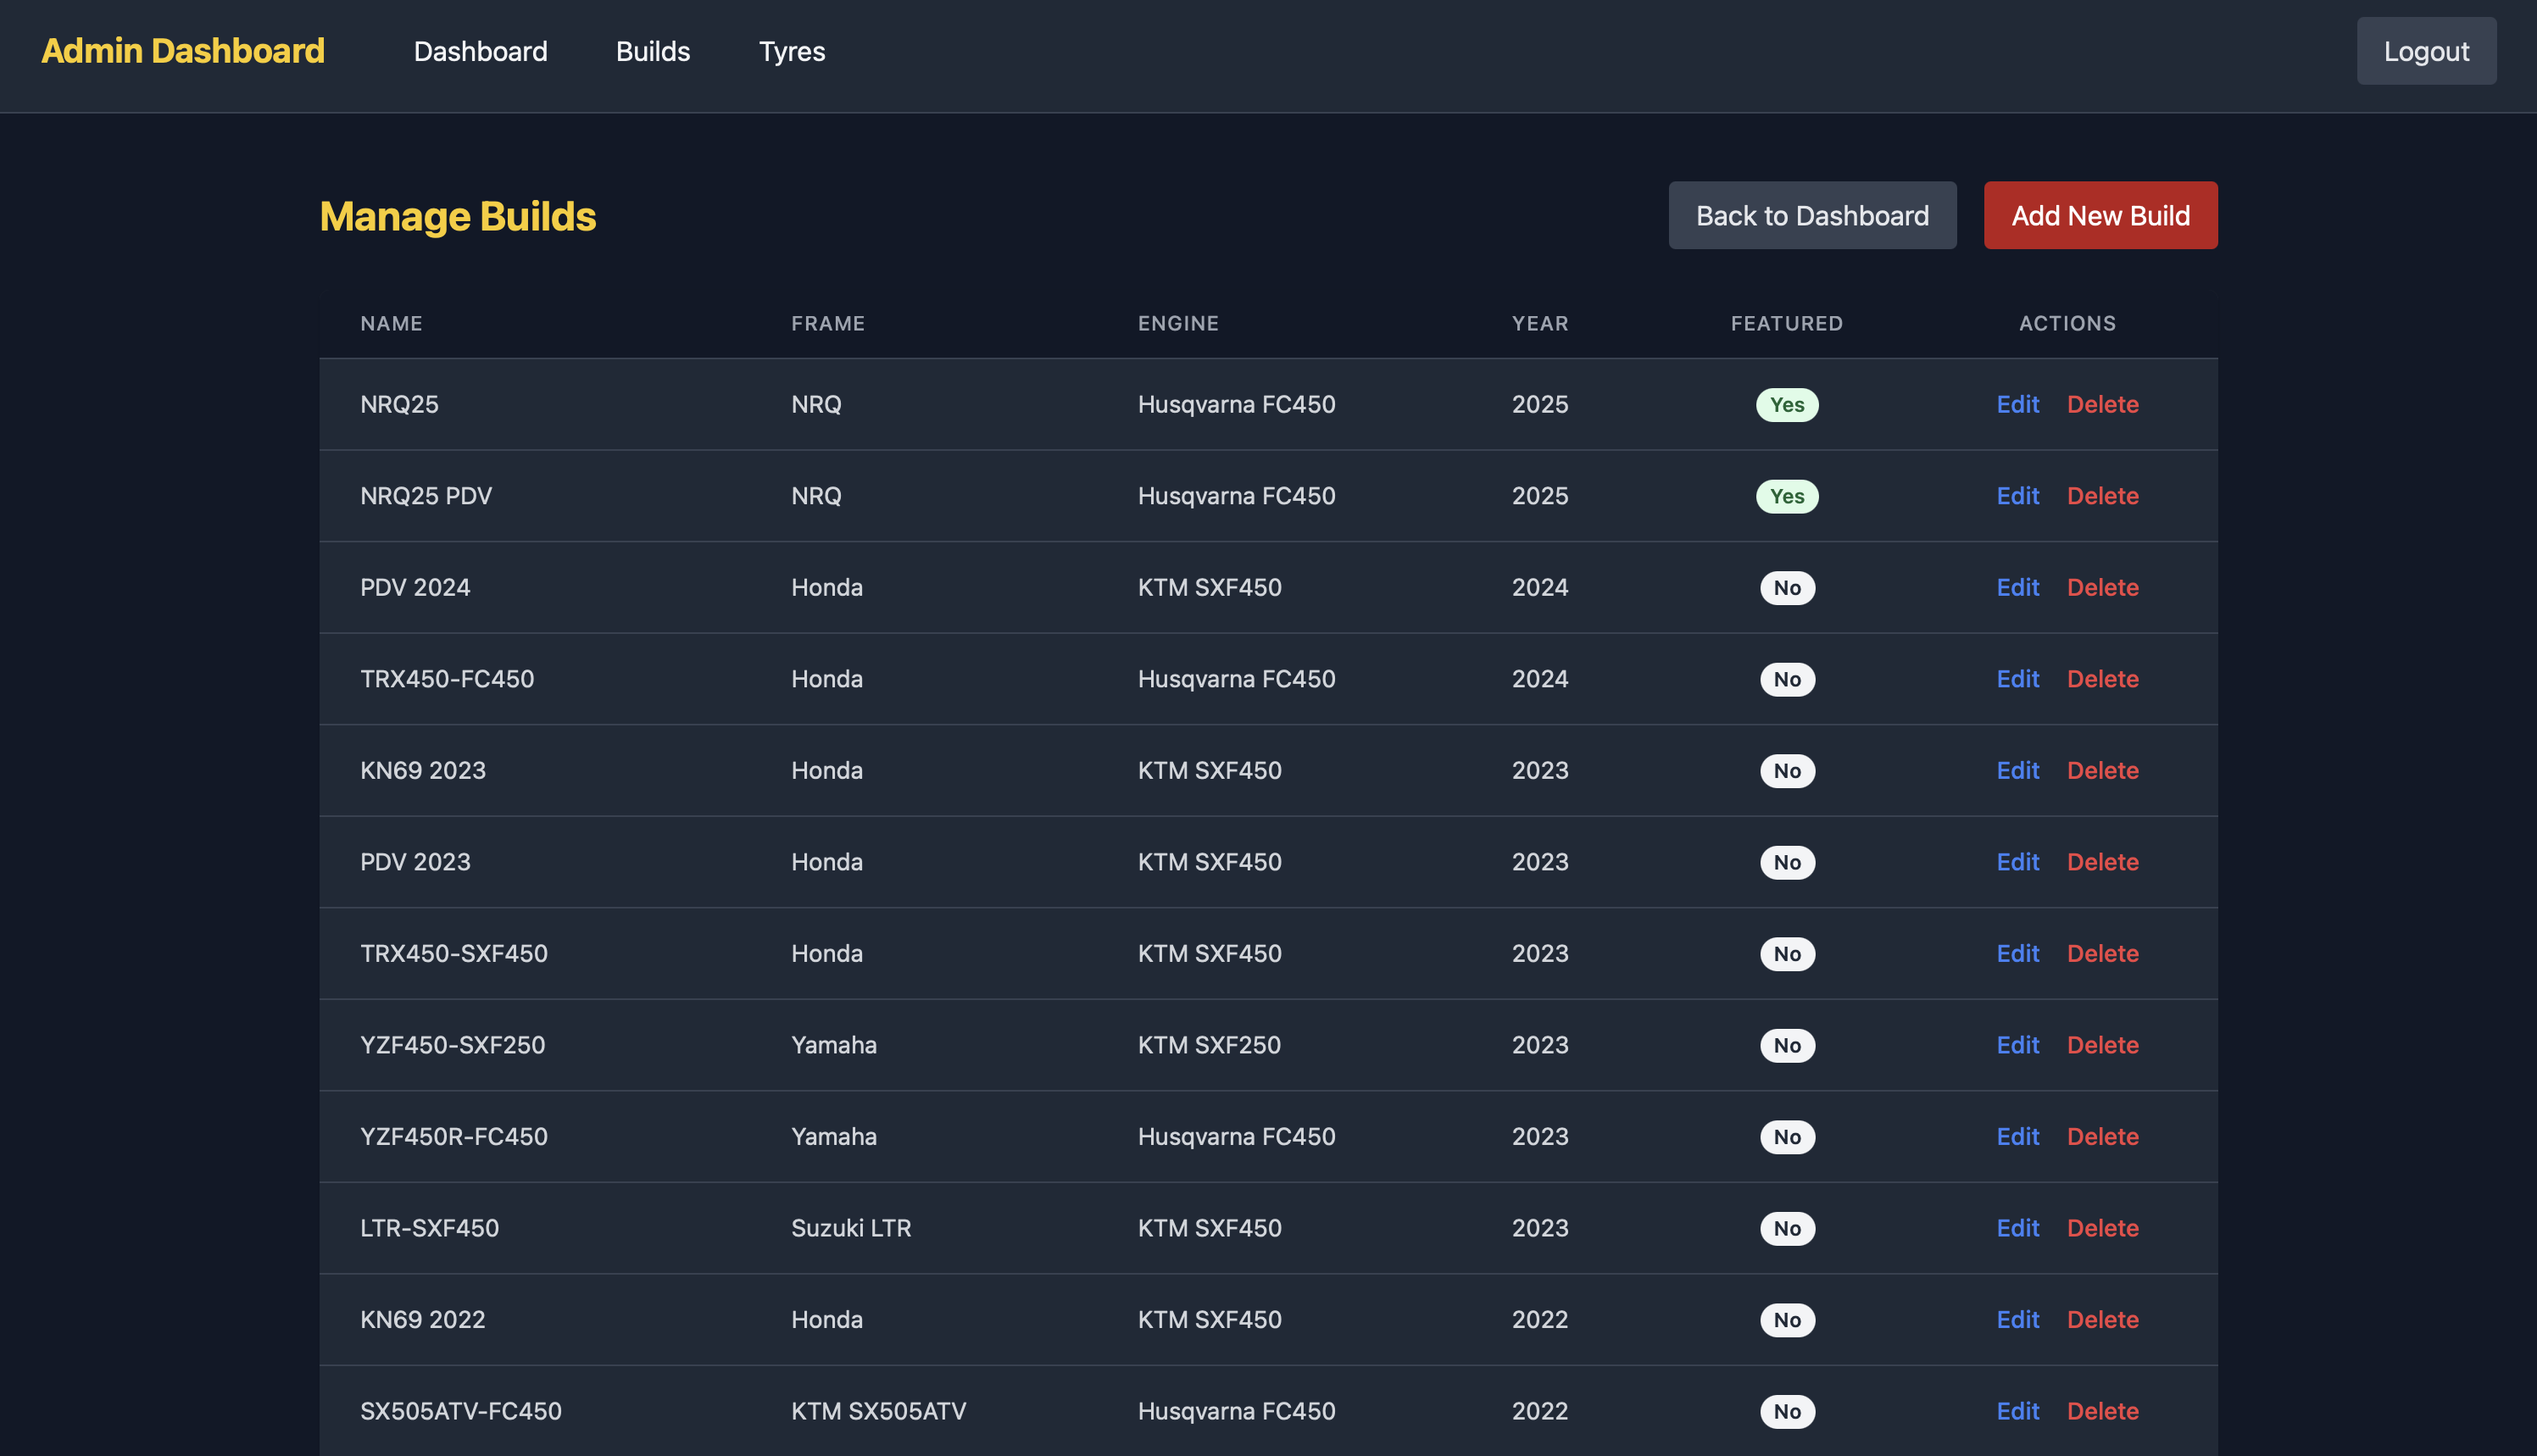 Admin Dashboard Dashboard Builds Tyres Logout
Manage Builds Back to Dashboard Add New Build
NAME FRAME ENGINE YEAR FEATURED ACTIONS
NRQ25 NRQ Husqvarna FC450 2025 Yes Edit Delete
NRQ25 PDV NRQ Husqvarna FC450 2025 Yes Edit Delete
PDV 2024 Honda KTM SXF450 2024 No Edit Delete
TRX450-FC450 Honda Husqvarna FC450 2024 No Edit Delete
KN69 2023 Honda KTM SXF450 2023 No Edit Delete
PDV 2023 Honda KTM SXF450 2023 No Edit Delete
TRX450-SXF450 Honda KTM SXF450 2023 No Edit Delete
YZF450-SXF250 Yamaha KTM SXF250 2023 No Edit Delete
YZF450R-FC450 Yamaha Husqvarna FC450 2023 No Edit Delete
LTR-SXF450 Suzuki LTR KTM SXF450 2023 No Edit Delete
KN69 2022 Honda KTM SXF450 2022 No Edit Delete
SX505ATV-FC450 KTM SX505ATV Husqvarna FC450 2022 No Edit Delete